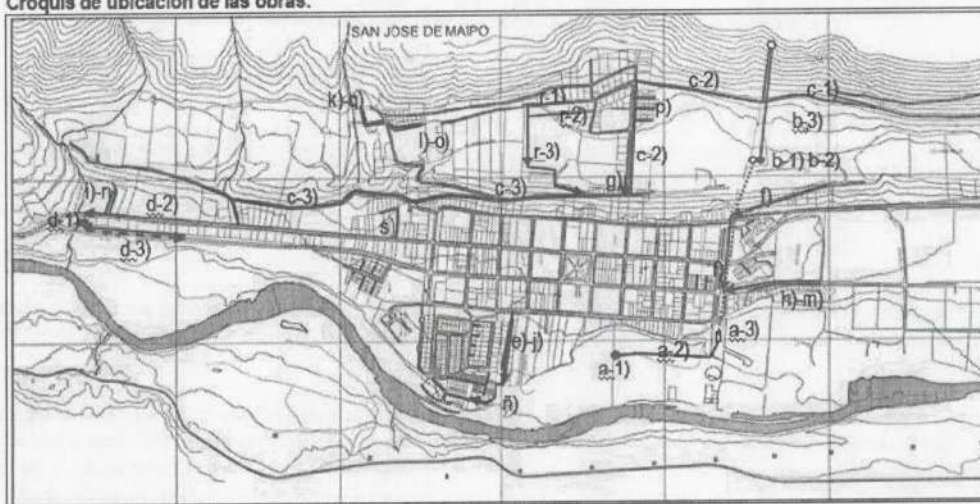 Croquis de ubicación de las obras.
SAN JOSE DE MAIPO
c-2)
c-1)
k)-q)
r-1)
r-2)
p)
b-3)
l)-o)
r-3)
c-2)
b-1) b-2)
g)
i)-n)
c-3)
c-3)
f)
d-1)
d-2)
s)
d-3)
h)-m)
a-3)
e)-j)
a-2)
a-1)
ñ)